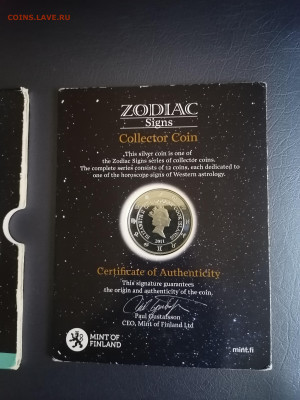 COINS.LAVE.RU
ZODIAC
Signs
Collector Coin
This silver coin is one of
the Zodiac Signs series of collector coins.
The complete series consists of 12 coins, each dedicated to
one of the horoscope signs of Western astrology.
2011
Certificate of Authenticity
This signature guarantees
the origin and authenticity of the coin.
Paul Gustafsson
CEO, Mint of Finland Ltd
MINT OF
FINLAND
mint.fi